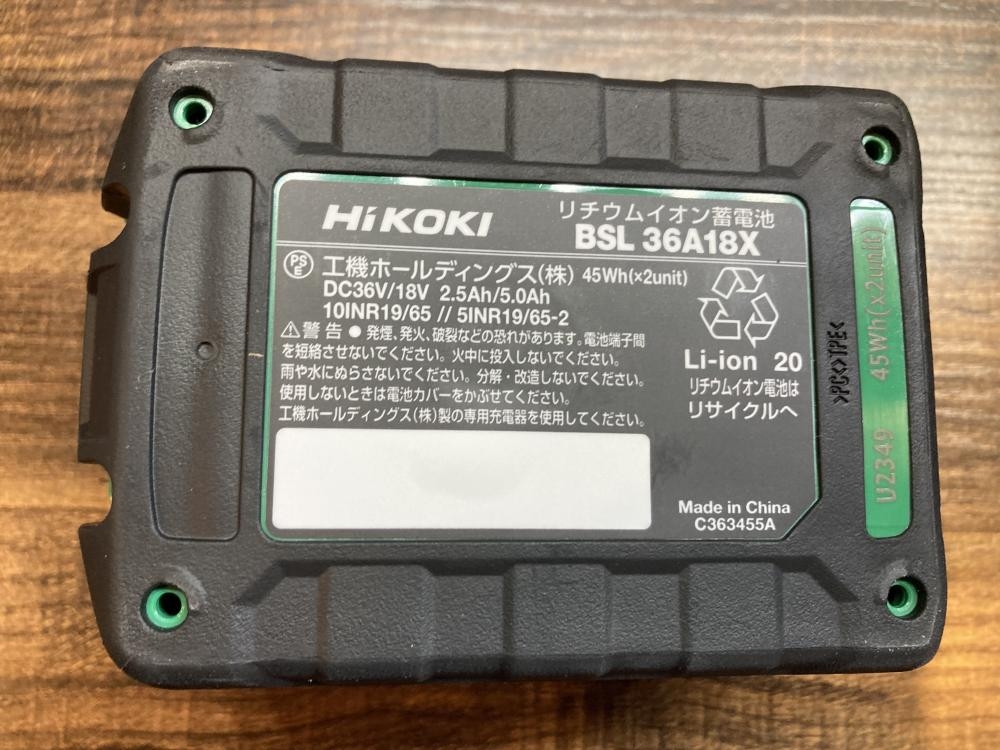 HiKOKI
リチウムイオン蓄電池
BSL 36A18X
PS
E
工機ホールディングス(株) 45Wh(×2unit)
DC36V/18V 2.5Ah/5.0Ah
10INR19/65 // 5INR19/65-2
⚠警告 ● 発煙、発火、破裂などの恐れがあります。電池端子間
を短絡させないでください。火中に投入しないでください。
雨や水にぬらさないでください。分解・改造しないでください。
使用しないときは電池カバーをかぶせてください。
工機ホールディングス(株)製の専用充電器を使用してください。
Li-ion 20
リチウムイオン電池は
リサイクルへ
Made in China
C363455A
>PC<>TPE<
U2349 45Wh(x2unit)